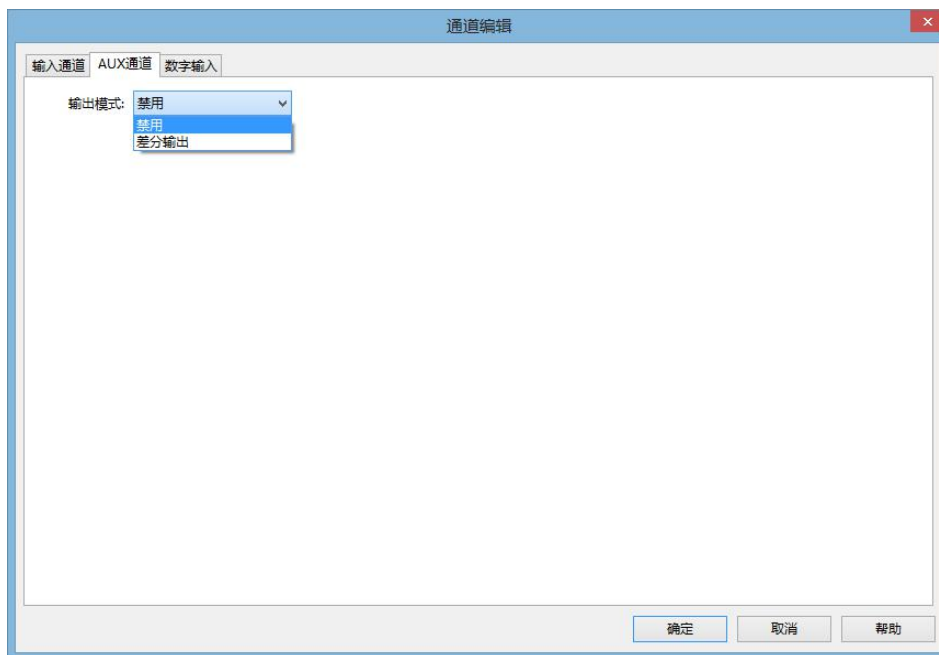 通道编辑
输入通道 AUX通道 数字输入
输出模式: 禁用
禁用
差分输出
确定 取消 帮助